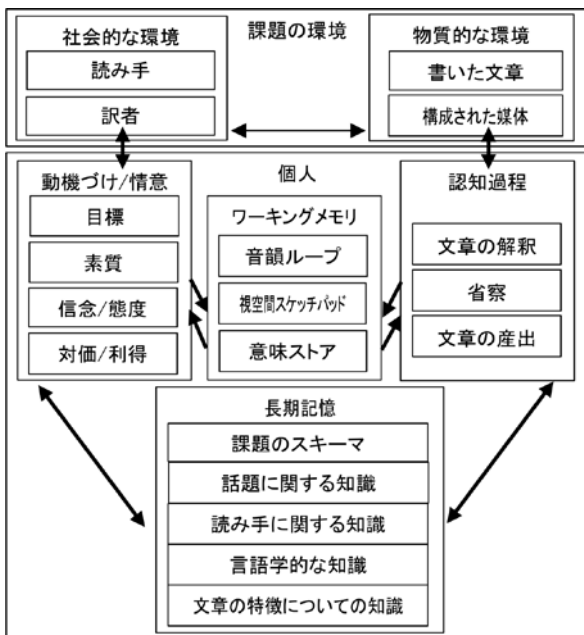 課題の環境
社会的な環境
読み手
訳者
物質的な環境
書いた文章
構成された媒体
個人
動機づけ/情意
目標
素質
信念/態度
対価/利得
ワーキングメモリ
音韻ループ
視空間スケッチパッド
意味ストア
認知過程
文章の解釈
省察
文章の産出
長期記憶
課題のスキーマ
話題に関する知識
読み手に関する知識
言語学的な知識
文章の特徴についての知識